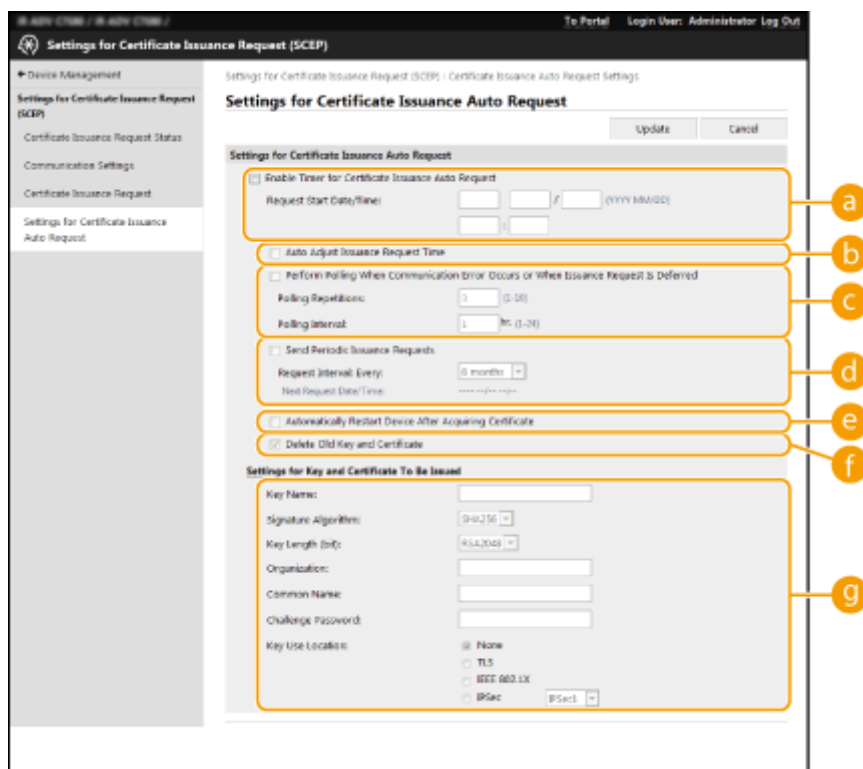 To Portal Login User: Administrator Log Out
Settings for Certificate Issuance Request (SCEP)
Device Management
Settings for Certificate Issuance Request (SCEP)
Certificate Issuance Request Status
Communication Settings
Certificate Issuance Request
Settings for Certificate Issuance
Auto Request
Settings for Certificate Issuance Request (SCEP) : Certificate Issuance Auto Request Settings
Settings for Certificate Issuance Auto Request
Update Cancel
Settings for Certificate Issuance Auto Request
Enable Timer for Certificate Issuance Auto Request
Request Start Date/Time: / (YYYY MM/DD)
:
a
Auto Adjust Issuance Request Time
b
Perform Polling When Communication Error Occurs or When Issuance Request Is Deferred
Polling Repetitions: 3 (1-10)
Polling Interval: 1 hr. (1-24)
c
Send Periodic Issuance Requests
Request Interval: Every: 6 months
Next Request Date/Time: ---- --/-- --:--
d
Automatically Restart Device After Acquiring Certificate
e
Delete Old Key and Certificate
f
Settings for Key and Certificate To Be Issued
Key Name:
Signature Algorithm: SHA256
Key Length (bit): RSA2048
Organization:
Common Name:
Challenge Password:
Key Use Location: None
TLS
IEEE 802.1X
IPSec IPSec1
g